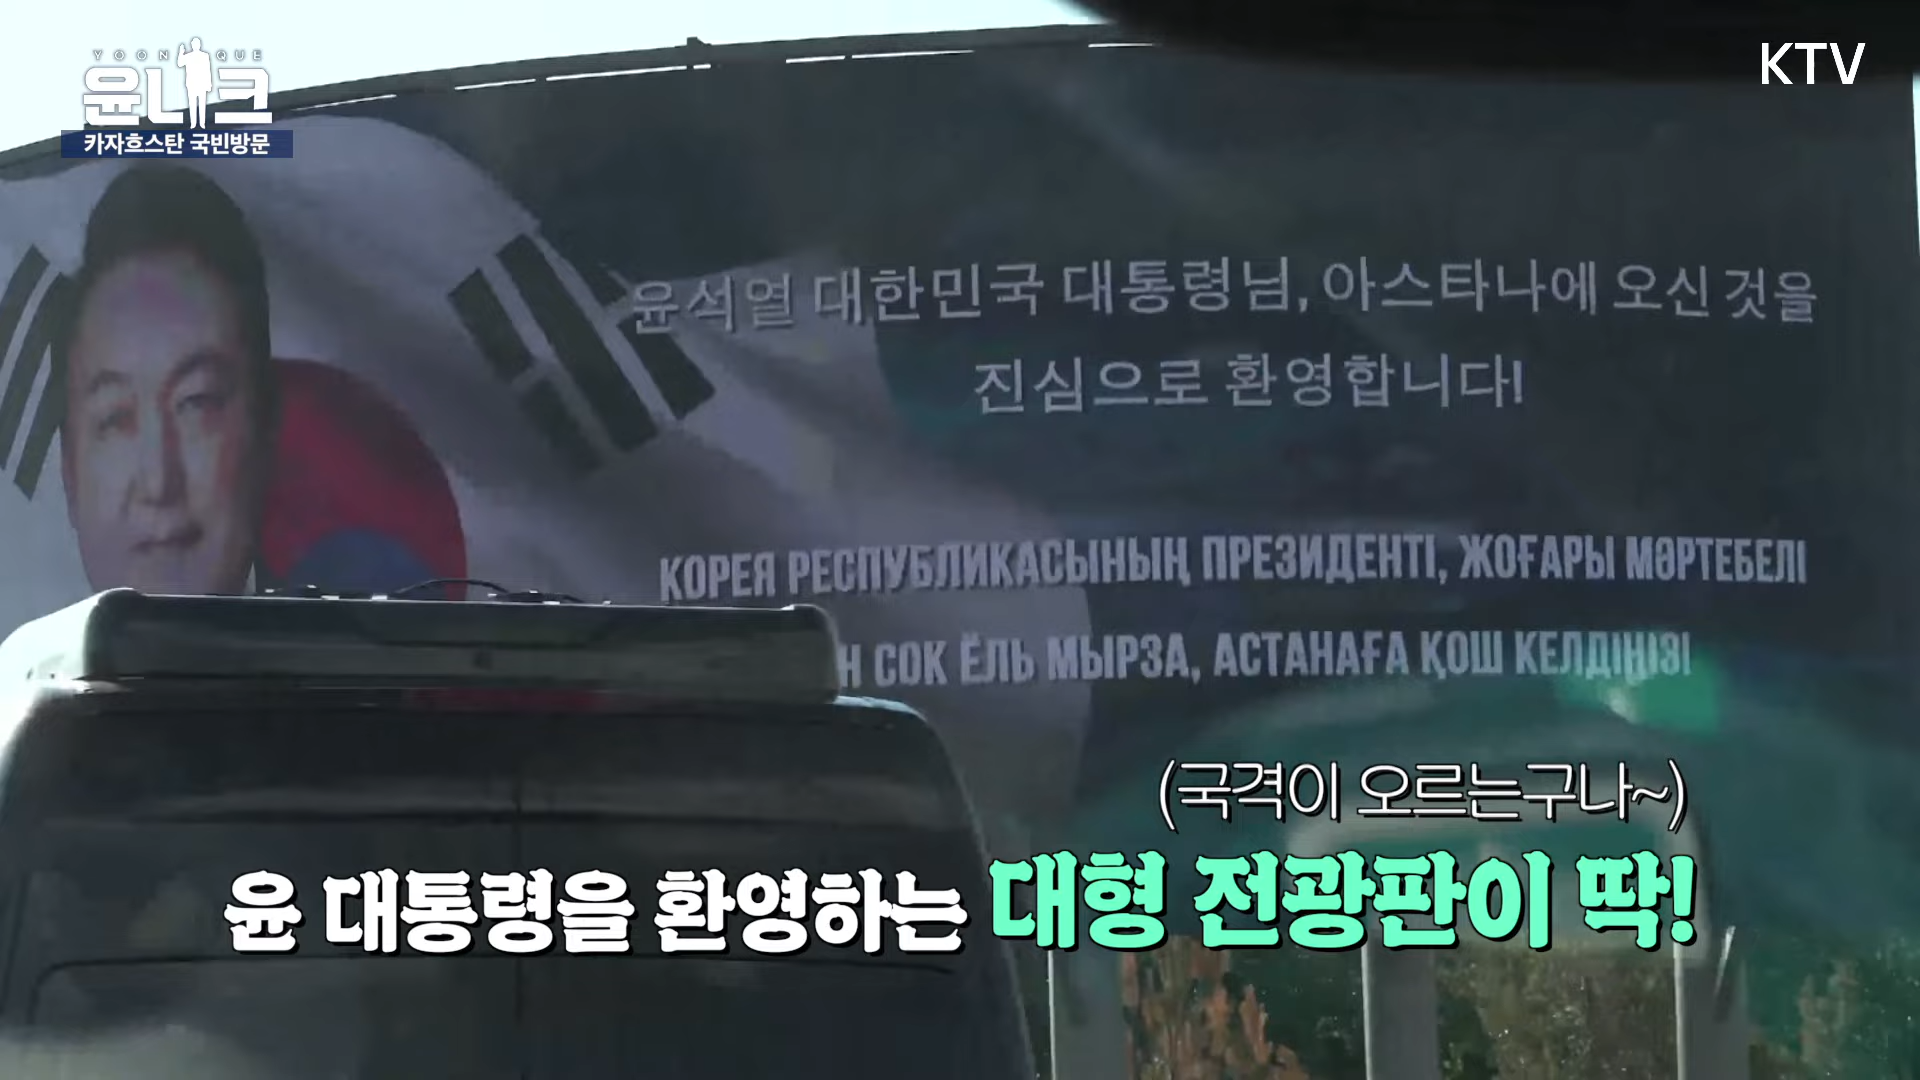 YOONIQUE
윤니크
카자흐스탄 국빈방문
KTV
윤석열 대한민국 대통령님, 아스타나에 오신 것을
진심으로 환영합니다!
КОРЕЯ РЕСПУБЛИКАСЫНЫҢ ПРЕЗИДЕНТІ, ЖОҒАРЫ МӘРТЕБЕЛІ
СОК ЁЛЬ МЫРЗА, АСТАНАҒА ҚОШ КЕЛДІҢІЗ!
(국격이 오르는구나~)
윤 대통령을 환영하는 대형 전광판이 딱!